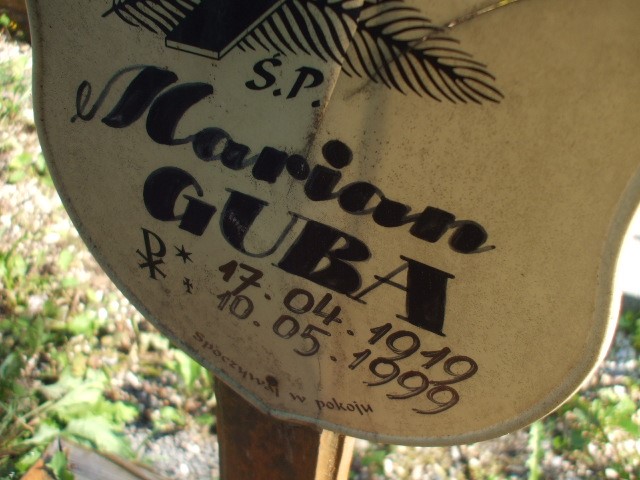 Ś.P.
Marian
GUBA
* 17.04.1919
+ 10.05.1999
Spoczywaj w pokoju